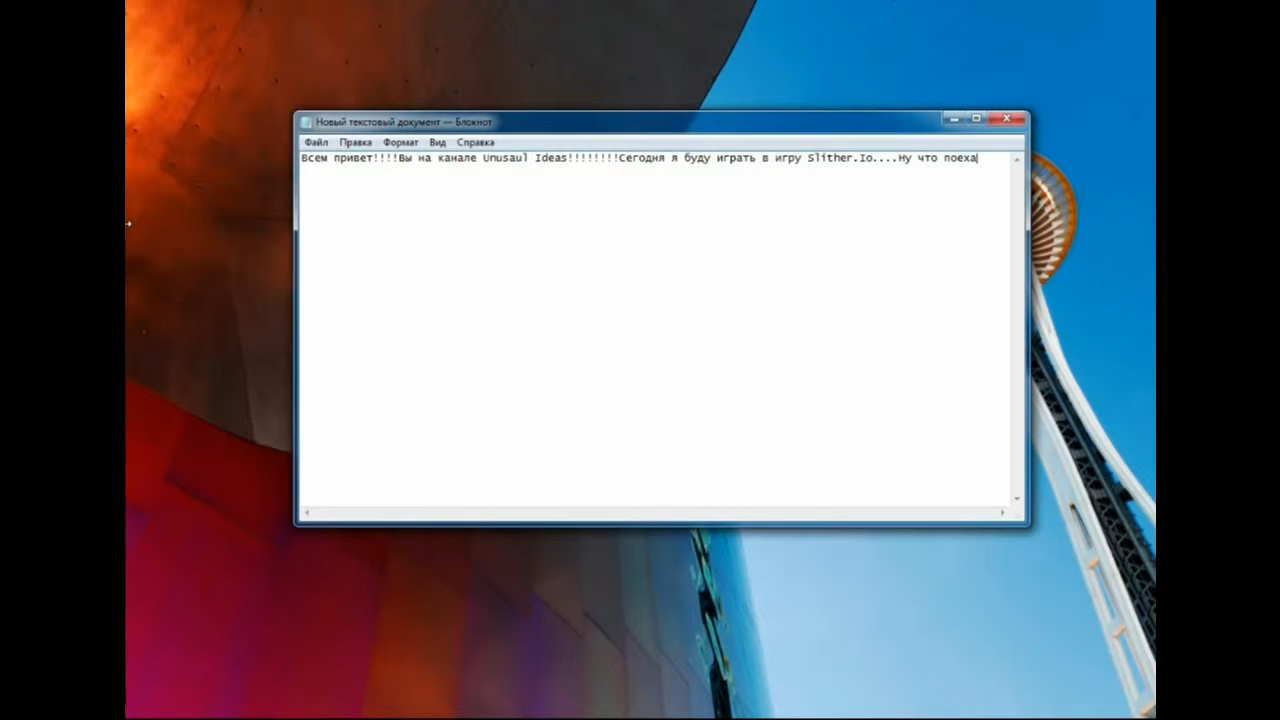 Новый текстовый документ — Блокнот
Файл Правка Формат Вид Справка
Всем привет!!!!Вы на канале Unusaul Ideas!!!!!!!!Сегодня я буду играть в игру Slither.Io....Ну что поеха